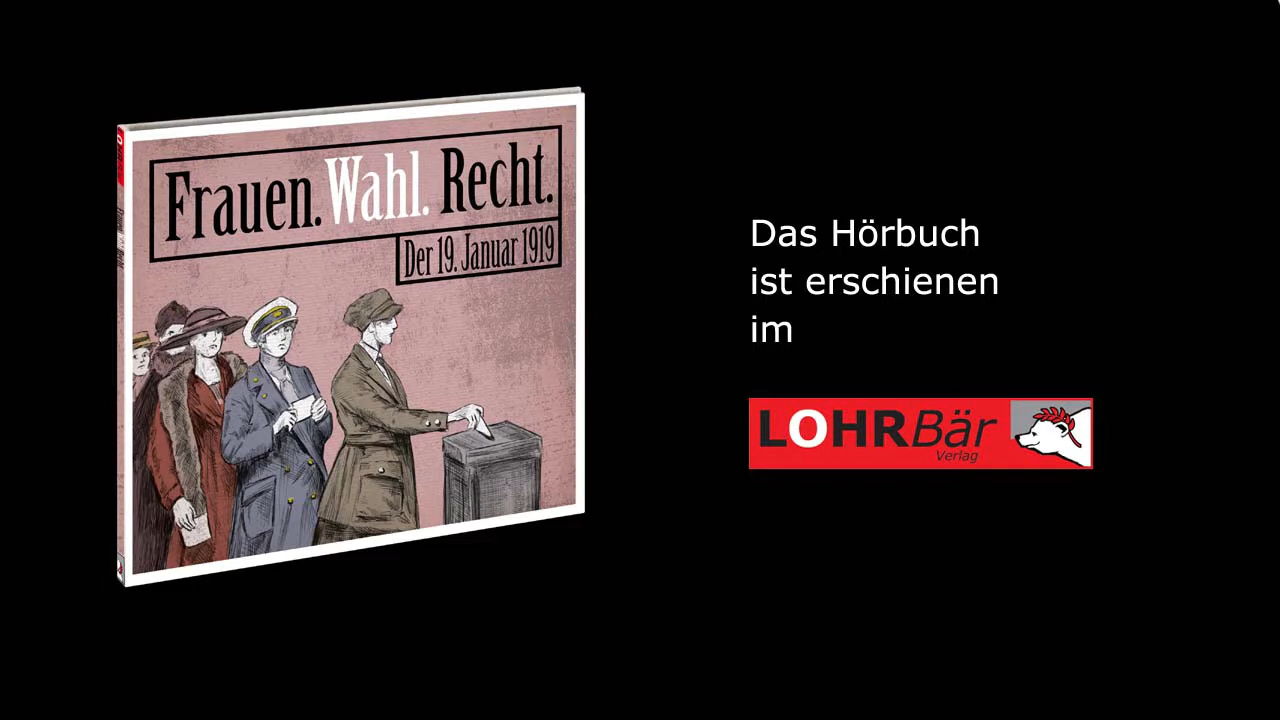 Frauen. Wahl. Recht.
Der 19. Januar 1919
Das Hörbuch
ist erschienen
im
LOHRBär
Verlag